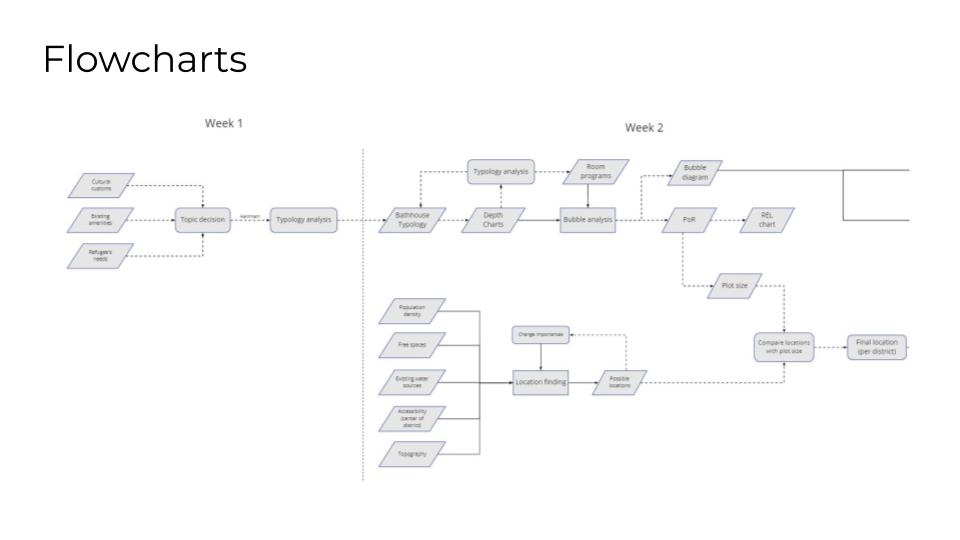 Flowcharts
Week 1
Week 2
Culture
customs
Existing
amenities
Refugee's
needs
Topic decision
Hammam
Typology analysis
Typology analysis
Room
programs
Bubble
diagram
Bathhouse
Typology
Depth
Charts
Bubble analysis
PoR
REL
chart
Plot size
Population
density
Free spaces
Existing water
sources
Accessibility
(center of
district)
Topography
Change importances
Location finding
Possible
locations
Compare locations
with plot size
Final location
(per district)